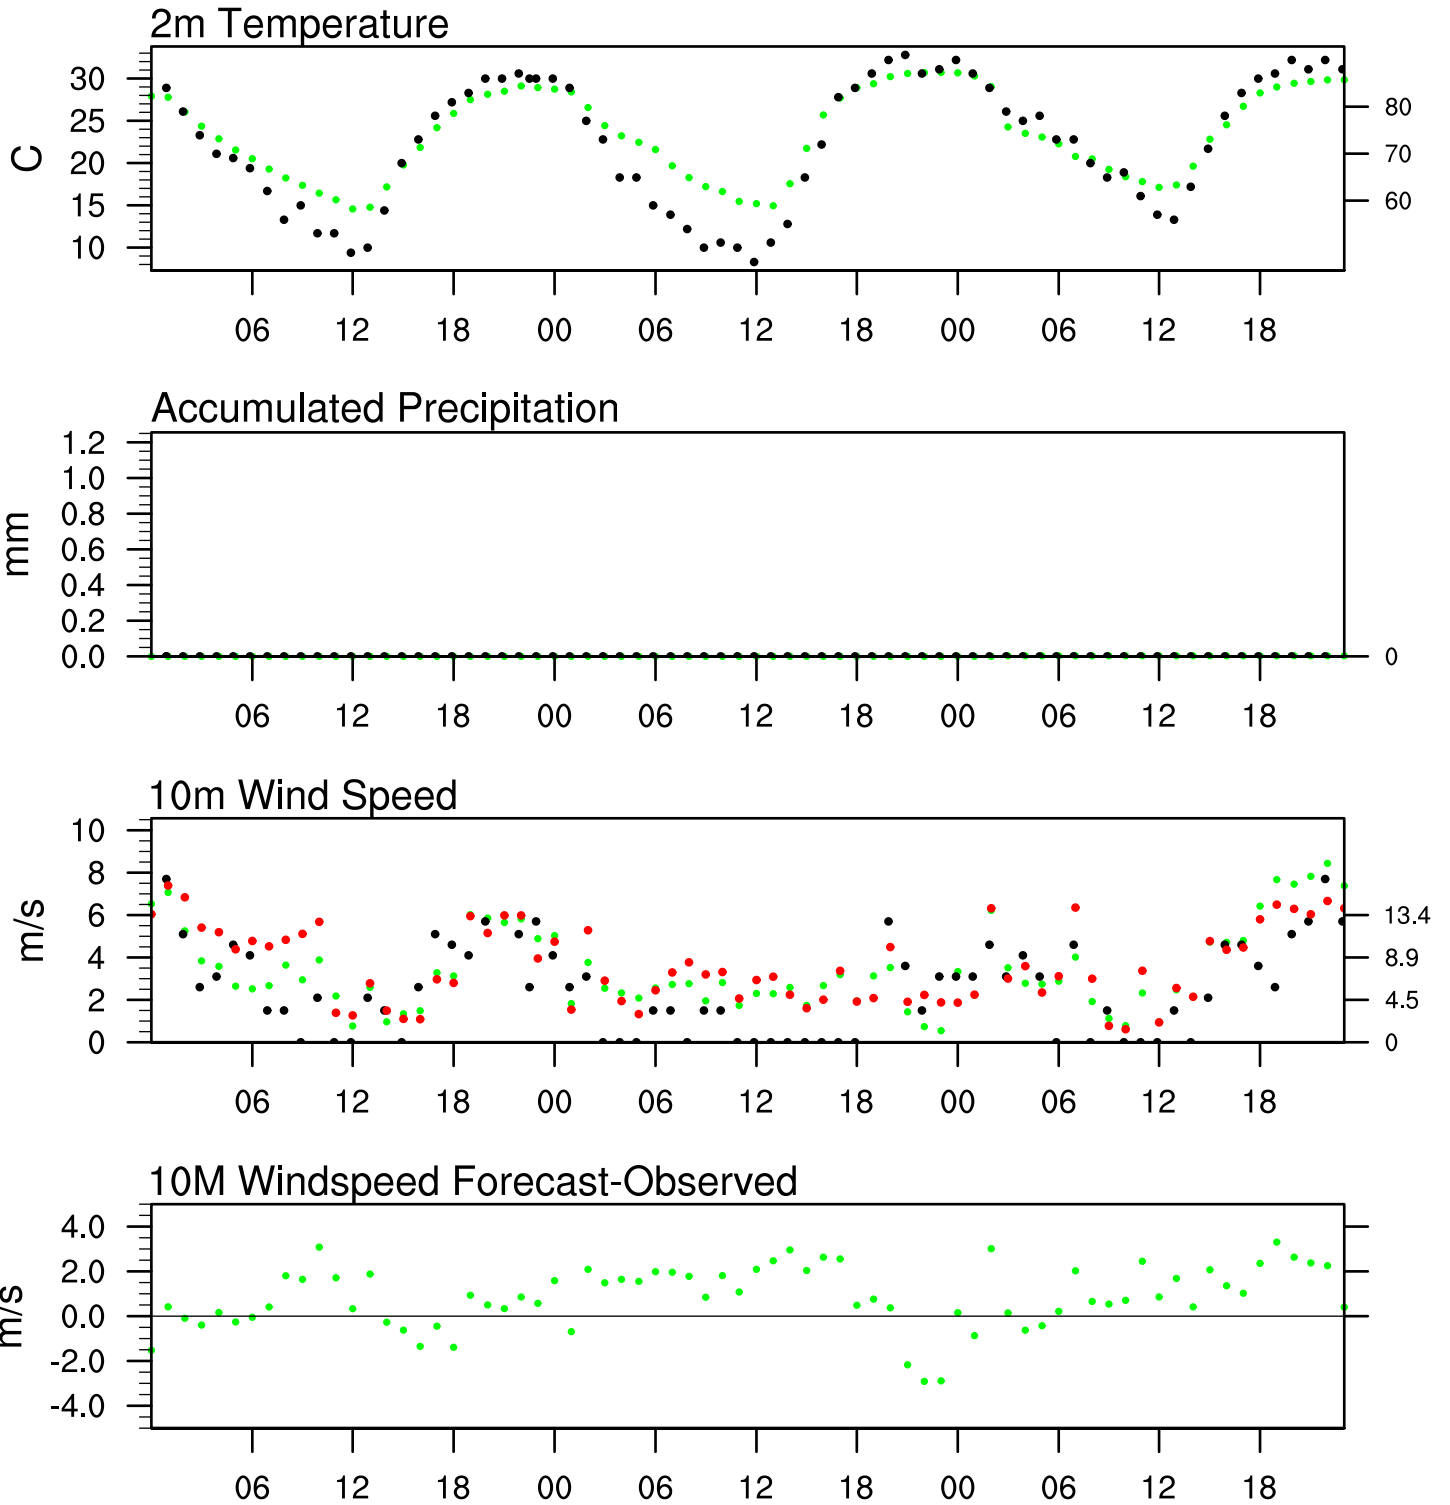 2m Temperature
C
30
25
20
15
10
80
70
60
06 12 18 00 06 12 18 00 06 12 18
Accumulated Precipitation
mm
1.2
1.0
0.8
0.6
0.4
0.2
0.0
0
06 12 18 00 06 12 18 00 06 12 18
10m Wind Speed
m/s
10
8
6
4
2
0
13.4
8.9
4.5
0
06 12 18 00 06 12 18 00 06 12 18
10M Windspeed Forecast-Observed
m/s
4.0
2.0
0.0
-2.0
-4.0
06 12 18 00 06 12 18 00 06 12 18